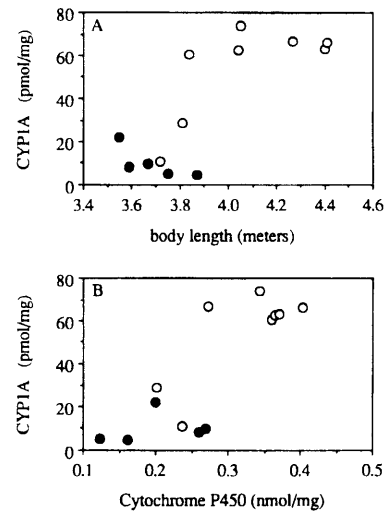 A
CYP1A (pmol/mg)
80
60
40
20
0
3.4 3.6 3.8 4.0 4.2 4.4 4.6
body length (meters)
B
CYP1A (pmol/mg)
80
60
40
20
0
0.1 0.2 0.3 0.4 0.5
Cytochrome P450 (nmol/mg)